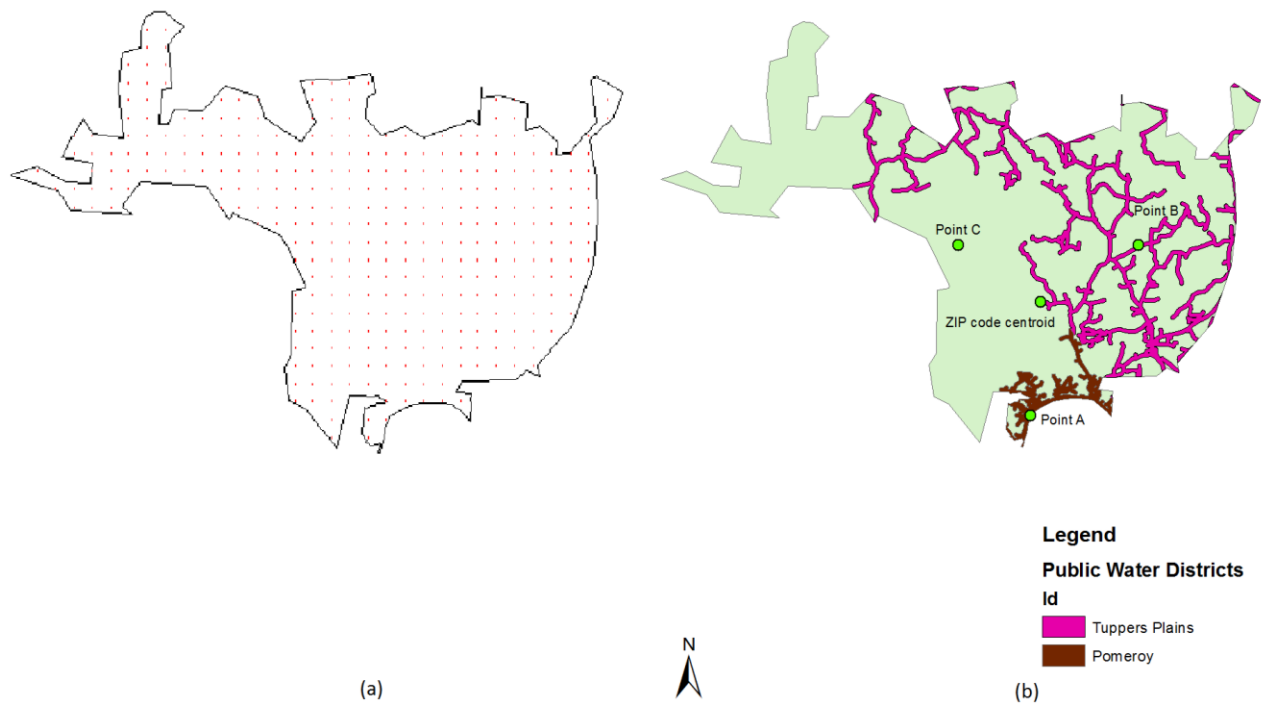 Point C
Point B
ZIP code centroid
Point A
Legend
Public Water Districts
Id
Tuppers Plains
Pomeroy
N
(a)
(b)